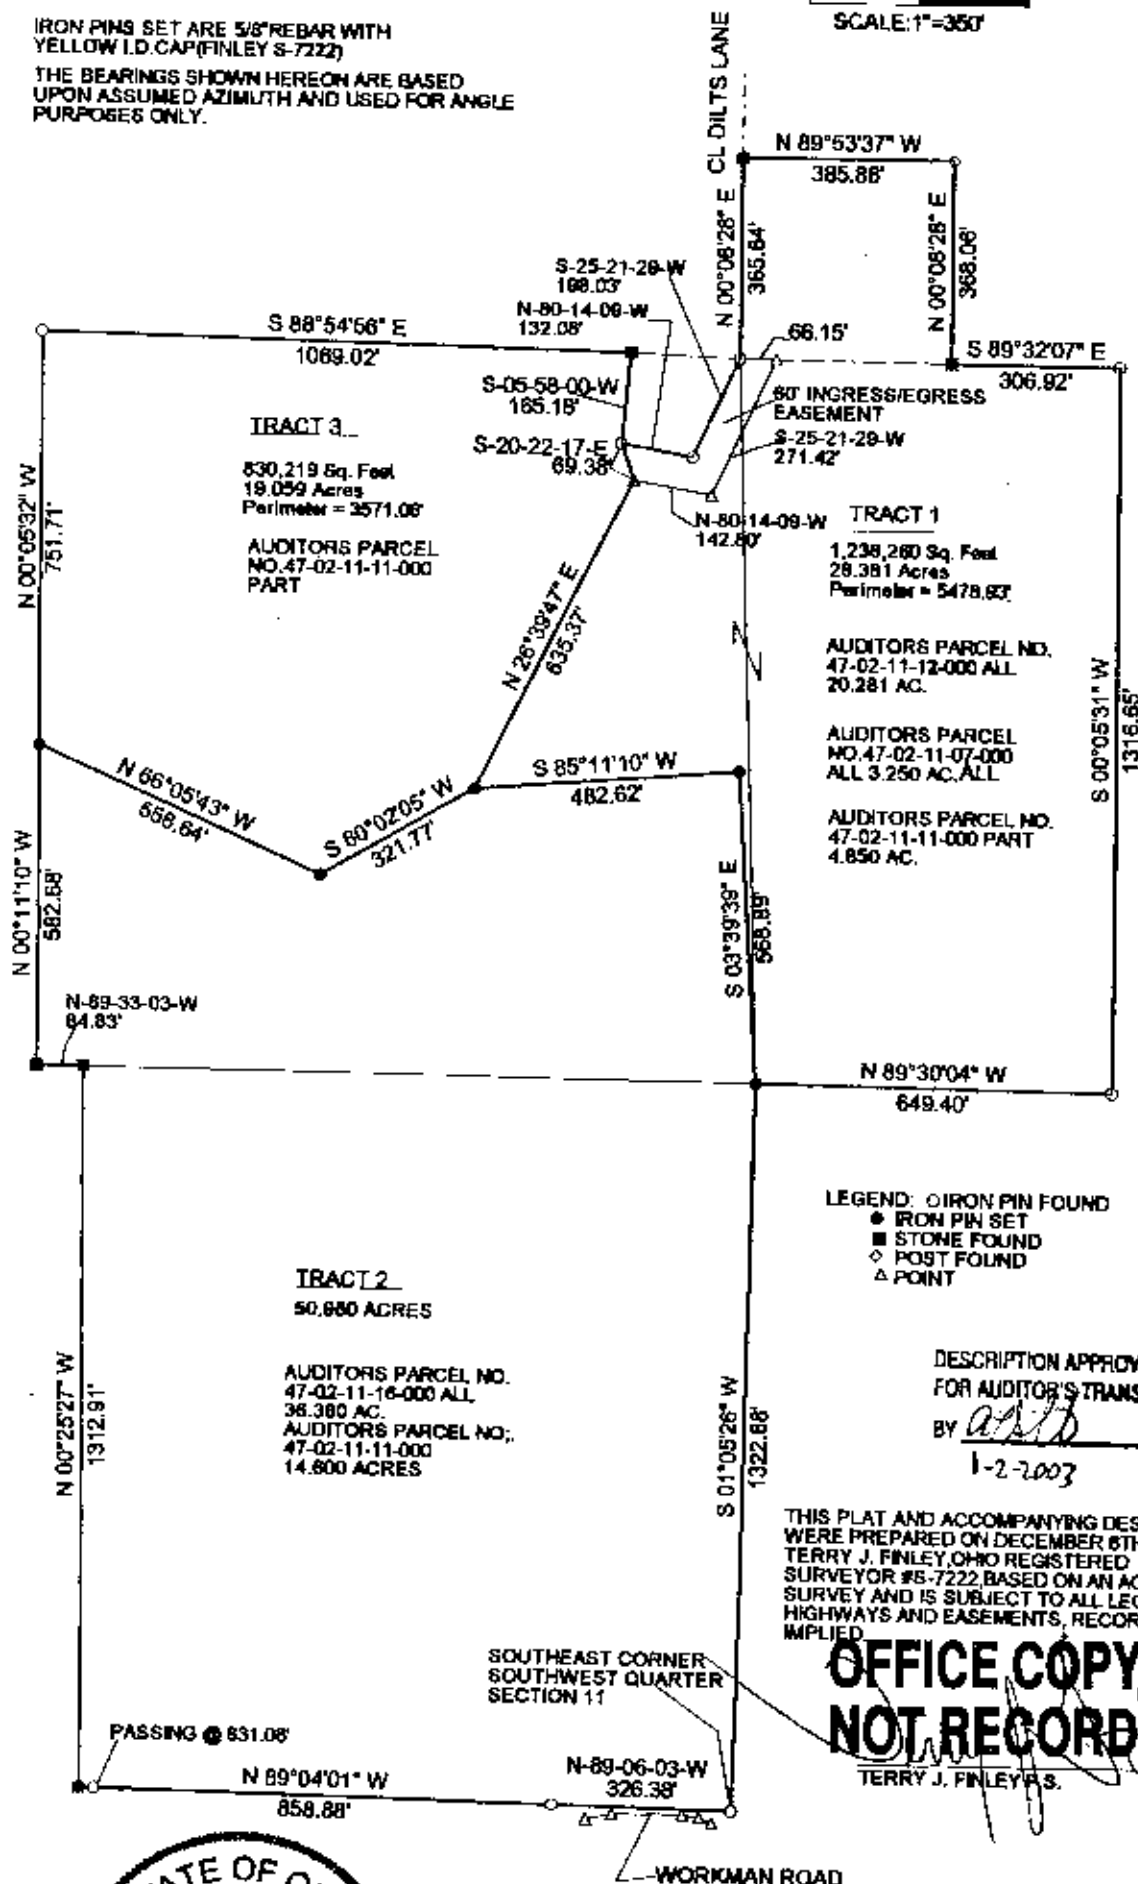 IRON PINS SET ARE 5/8"REBAR WITH
YELLOW I.D.CAP(FINLEY S-7222)
THE BEARINGS SHOWN HEREON ARE BASED
UPON ASSUMED AZIMUTH AND USED FOR ANGLE
PURPOSES ONLY.
SCALE:1"=350'
CL DILTS LANE
N 89°53'37" W
385.86'
N 00°08'28" E
365.64'
N 00°08'28" E
368.06'
S-25-21-29-W
198.03'
N-80-14-09-W
132.08'
66.15'
S 88°54'56" E
1069.02'
S 89°32'07" E
306.92'
S-05-58-00-W
165.18'
60' INGRESS/EGRESS
EASEMENT
S-25-21-29-W
271.42'
S-20-22-17-E
69.38'
N-80-14-09-W
142.80'
TRACT 3
830,219 Sq. Feet
19.059 Acres
Perimeter = 3571.08'
AUDITORS PARCEL
NO.47-02-11-11-000
PART
N 00°05'32" W
751.71'
TRACT 1
1,236,260 Sq. Feet
28.381 Acres
Perimeter = 5478.93'
AUDITORS PARCEL NO.
47-02-11-12-000 ALL
20.281 AC.
AUDITORS PARCEL
NO.47-02-11-07-000
ALL 3.250 AC.ALL
AUDITORS PARCEL NO.
47-02-11-11-000 PART
4.850 AC.
S 00°05'31" W
1316.65'
N 26°39'47" E
635.37'
N
S 85°11'10" W
482.62'
N 66°05'43" W
558.64'
S 60°02'05" W
321.77'
N 00°11'10" W
582.68'
S 03°39'39" E
568.89'
N-89-33-03-W
84.83'
N 89°30'04" W
649.40'
LEGEND: IRON PIN FOUND
IRON PIN SET
STONE FOUND
POST FOUND
POINT
TRACT 2
50.980 ACRES
AUDITORS PARCEL NO.
47-02-11-16-000 ALL
36.380 AC.
AUDITORS PARCEL NO;.
47-02-11-11-000
14.600 ACRES
N 00°25'27" W
1312.91'
S 01°05'26" W
1322.68'
DESCRIPTION APPROV
FOR AUDITOR'S TRANS
BY
1-2-2003
THIS PLAT AND ACCOMPANYING DES
WERE PREPARED ON DECEMBER 6TH
TERRY J. FINLEY,OHIO REGISTERED
SURVEYOR #S-7222,BASED ON AN AC
SURVEY AND IS SUBJECT TO ALL LEG
HIGHWAYS AND EASEMENTS, RECOR
IMPLIED
OFFICE COPY
NOT RECORD
TERRY J. FINLEY P.S.
SOUTHEAST CORNER
SOUTHWEST QUARTER
SECTION 11
PASSING @ 831.06'
N 89°04'01" W
858.88'
N-89-06-03-W
326.38'
WORKMAN ROAD
ATE OF O